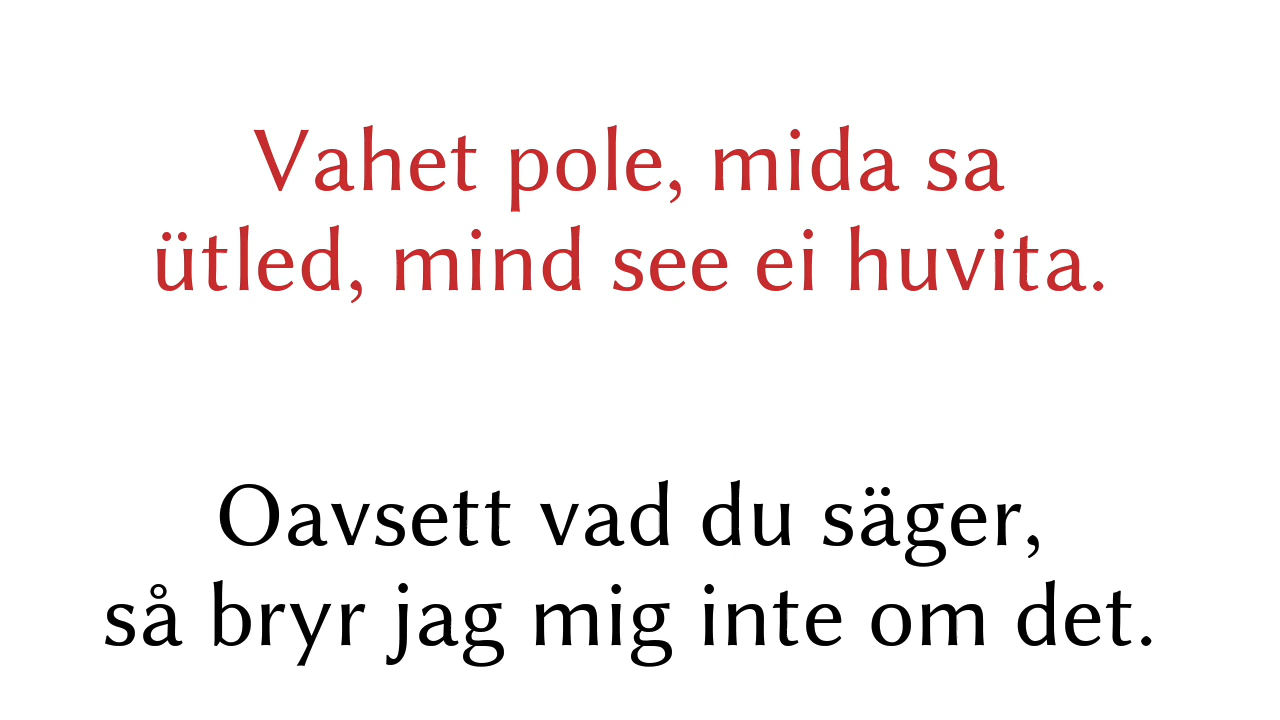 Vahet pole, mida sa
ütled, mind see ei huvita.
Oavsett vad du säger,
så bryr jag mig inte om det.